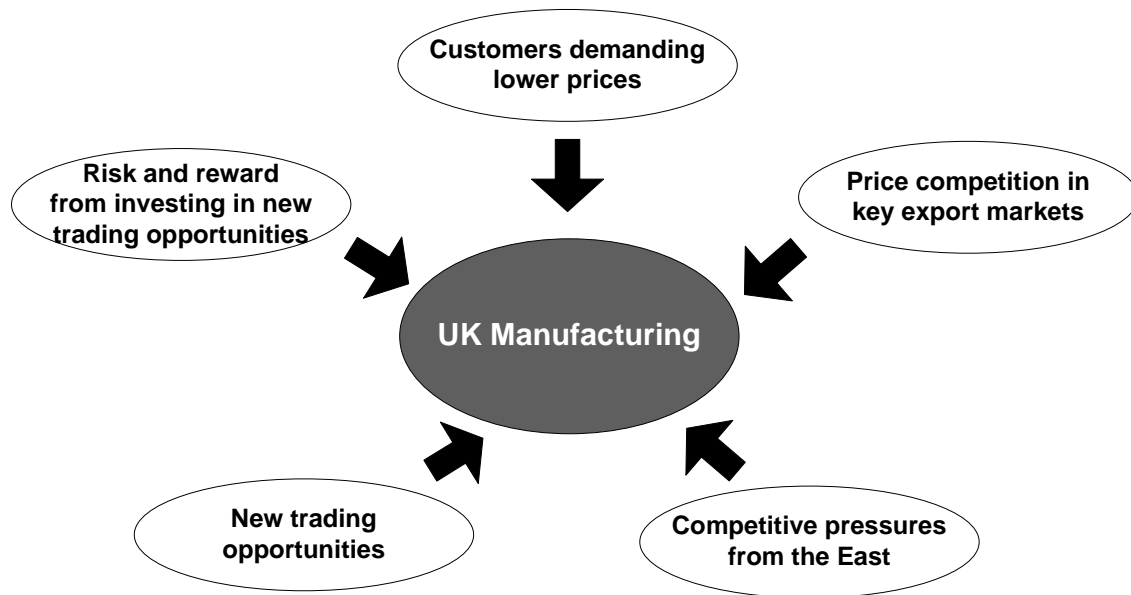 Customers demanding
lower prices
Risk and reward
from investing in new
trading opportunities
Price competition in
key export markets
UK Manufacturing
New trading
opportunities
Competitive pressures
from the East